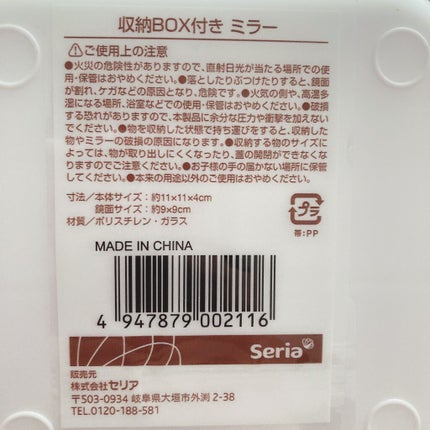 収納BOX付き ミラー
⚠ご使用上の注意
●火災の危険性がありますので、直射日光が当たる場所での使
用・保管はおやめください。●落としたりぶつけたりすると、鏡面
が割れ、ケガなどの原因となり、危険です。●火気の側や、高温多
湿になる場所、浴室などでの使用・保管はおやめください。●破損
する恐れがありますので、本製品に余分な圧力や衝撃を加えない
でください。●物を収納した状態で持ち運びをすると、収納した
物やミラーの破損の原因になります。●収納する物のサイズに
よっては、物が取り出しにくくなったり、蓋の開閉ができなくな
りますのでご注意ください。●お子様の手の届かない場所に保管
してください。●本来の用途以外のご使用はおやめください。
寸法／本体サイズ：約11×11×4cm
鏡面サイズ：約9×9cm
材質／ポリスチレン・ガラス
プラ
帯:PP
MADE IN CHINA
4 947879 002116
Seria
販売元
株式会社セリア
〒503-0934 岐阜県大垣市外渕 2-38
TEL.0120-188-581